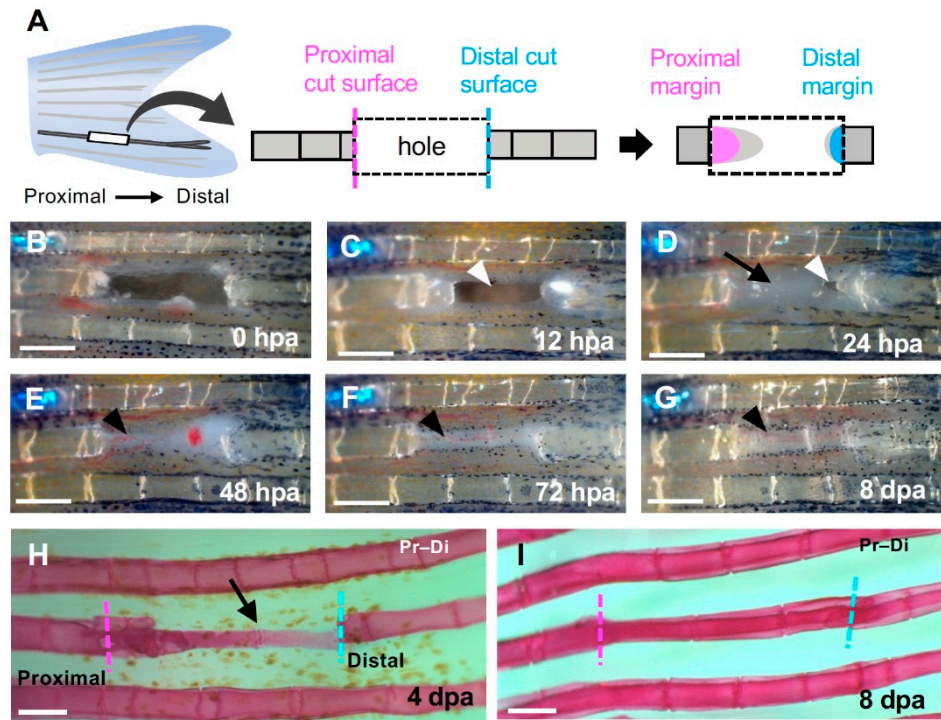 A
Proximal
cut surface
Distal cut
surface
Proximal
margin
Distal
margin
hole
Proximal
Distal
B
0 hpa
C
12 hpa
D
24 hpa
E
48 hpa
F
72 hpa
G
8 dpa
H
Pr–Di
Proximal
Distal
4 dpa
I
Pr–Di
8 dpa